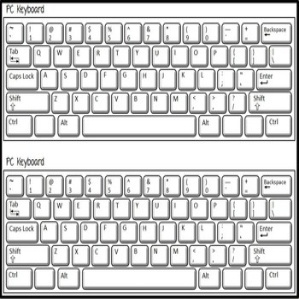 PC Keyboard
~ ` ! 1 @ 2 # 3 $ 4 % 5 ^ 6 & 7 * 8 ( 9 ) 0 — - + = Backspace
Tab Q W E R T Y U I O P { [ } ] | \
Caps Lock A S D F G H J K L : ; " ' Enter
Shift Z X C V B N M < , > . ? / Shift
Ctrl Alt Alt Ctrl
PC Keyboard
~ ` ! 1 @ 2 # 3 $ 4 % 5 ^ 6 & 7 * 8 ( 9 ) 0 — - + = Backspace
Tab Q W E R T Y U I O P { [ } ] | \
Caps Lock A S D F G H J K L : ; " ' Enter
Shift Z X C V B N M < , > . ? / Shift
Ctrl Alt Alt Ctrl